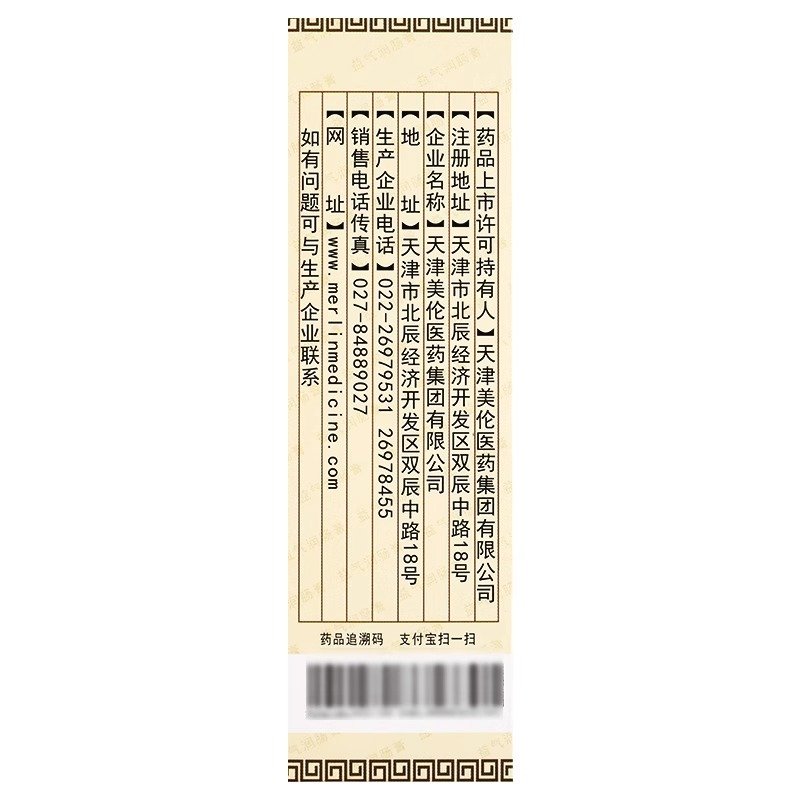 【药品上市许可持有人】天津美伦医药集团有限公司
【注册地址】天津市北辰经济开发区双辰中路18号
【企业名称】天津美伦医药集团有限公司
【地 址】天津市北辰经济开发区双辰中路18号
【生产企业电话】022-26979531 26978455
【销售电话传真】027-84889027
【网 址】www.merlinmedicine.com
如有问题可与生产企业联系
药品追溯码 支付宝扫一扫